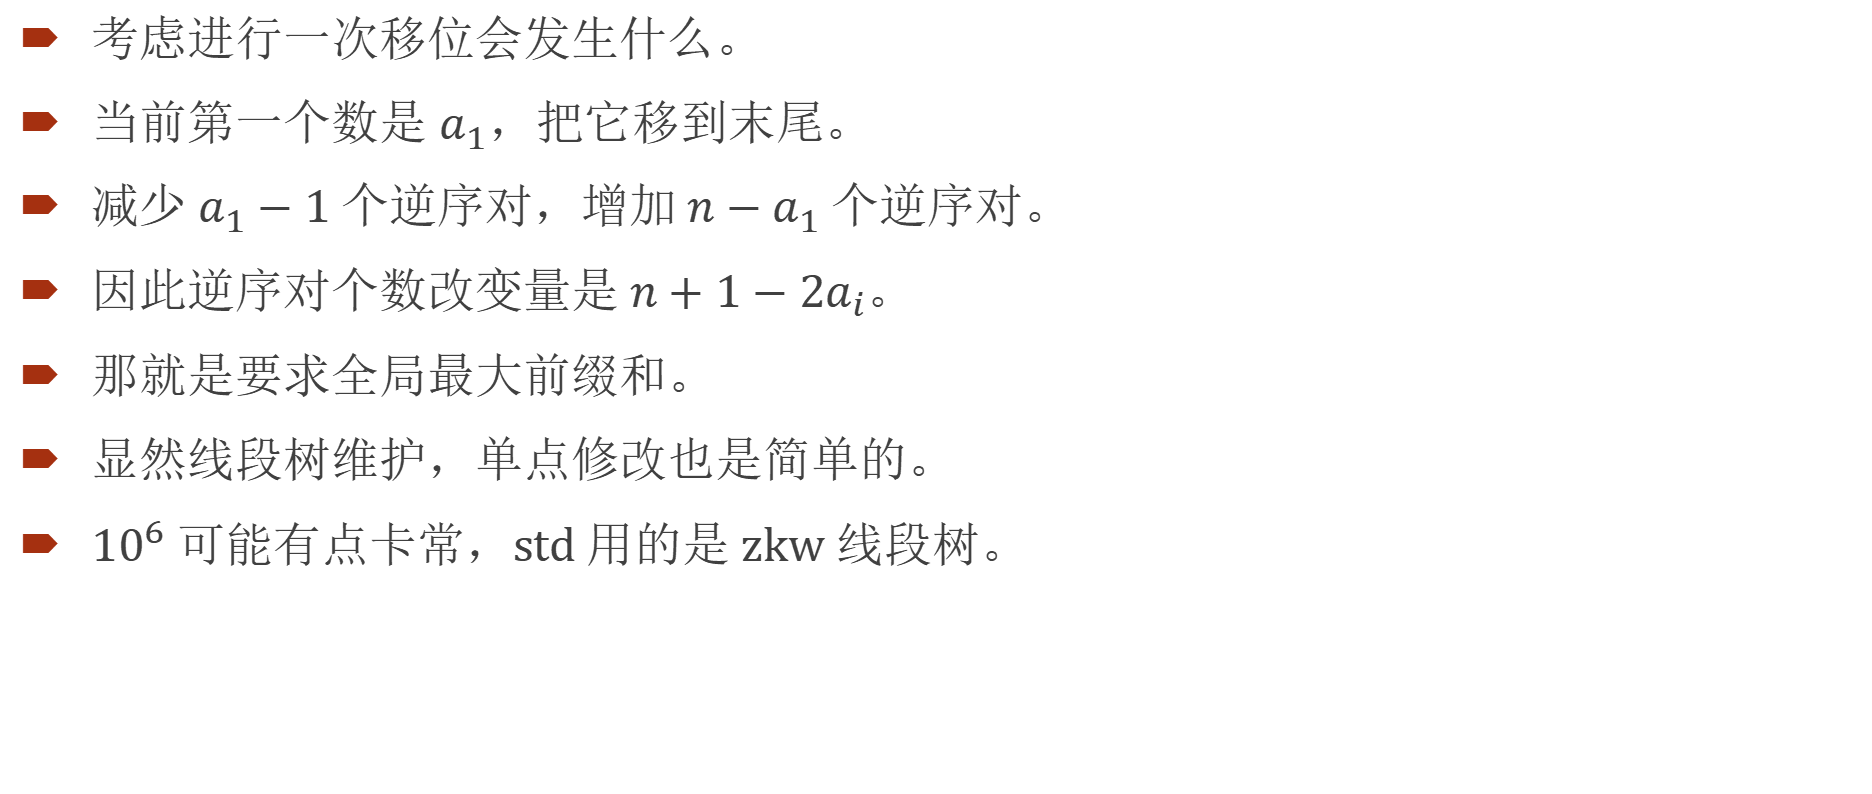 考虑进行一次移位会发生什么。
当前第一个数是 a₁，把它移到末尾。
减少 a₁ − 1 个逆序对，增加 n − a₁ 个逆序对。
因此逆序对个数改变量是 n + 1 − 2aᵢ。
那就是要求全局最大前缀和。
显然线段树维护，单点修改也是简单的。
10⁶ 可能有点卡常，std 用的是 zkw 线段树。